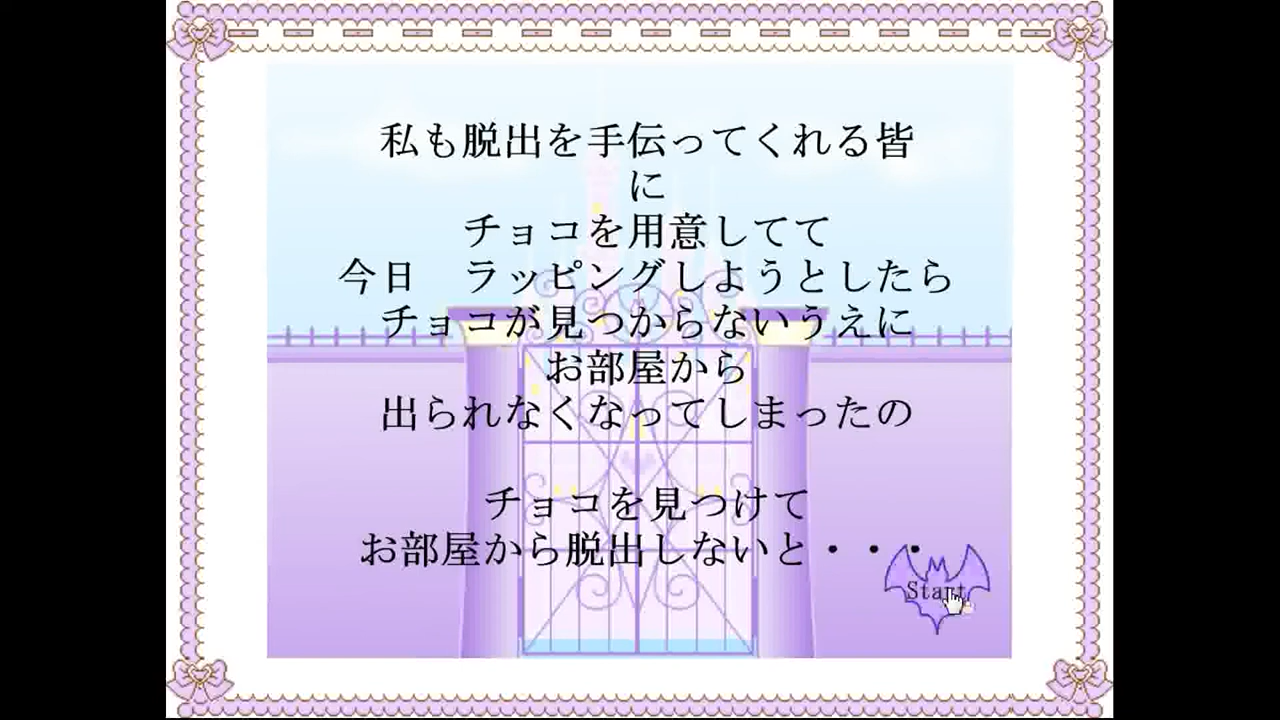 私も脱出を手伝ってくれる皆
に
チョコを用意してて
今日　ラッピングしようとしたら
チョコが見つからないうえに
お部屋から
出られなくなってしまったの
チョコを見つけて
お部屋から脱出しないと・・・
Start